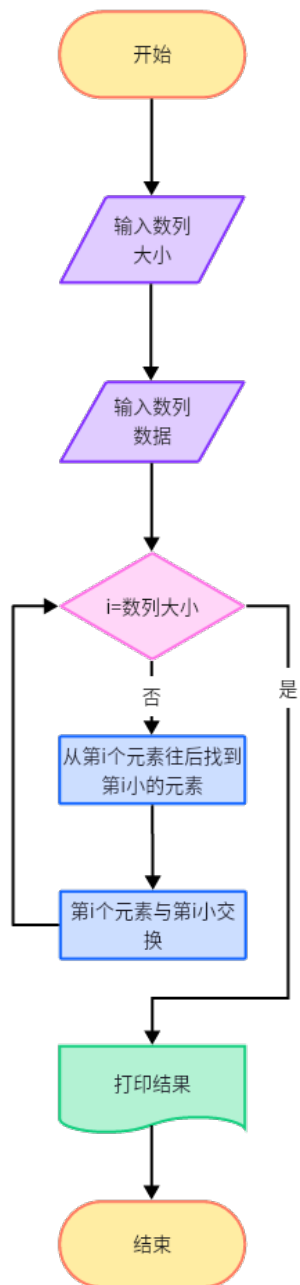 开始
输入数列
大小
输入数列
数据
i=数列大小
否
是
从第i个元素往后找到
第i小的元素
第i个元素与第i小交
换
打印结果
结束